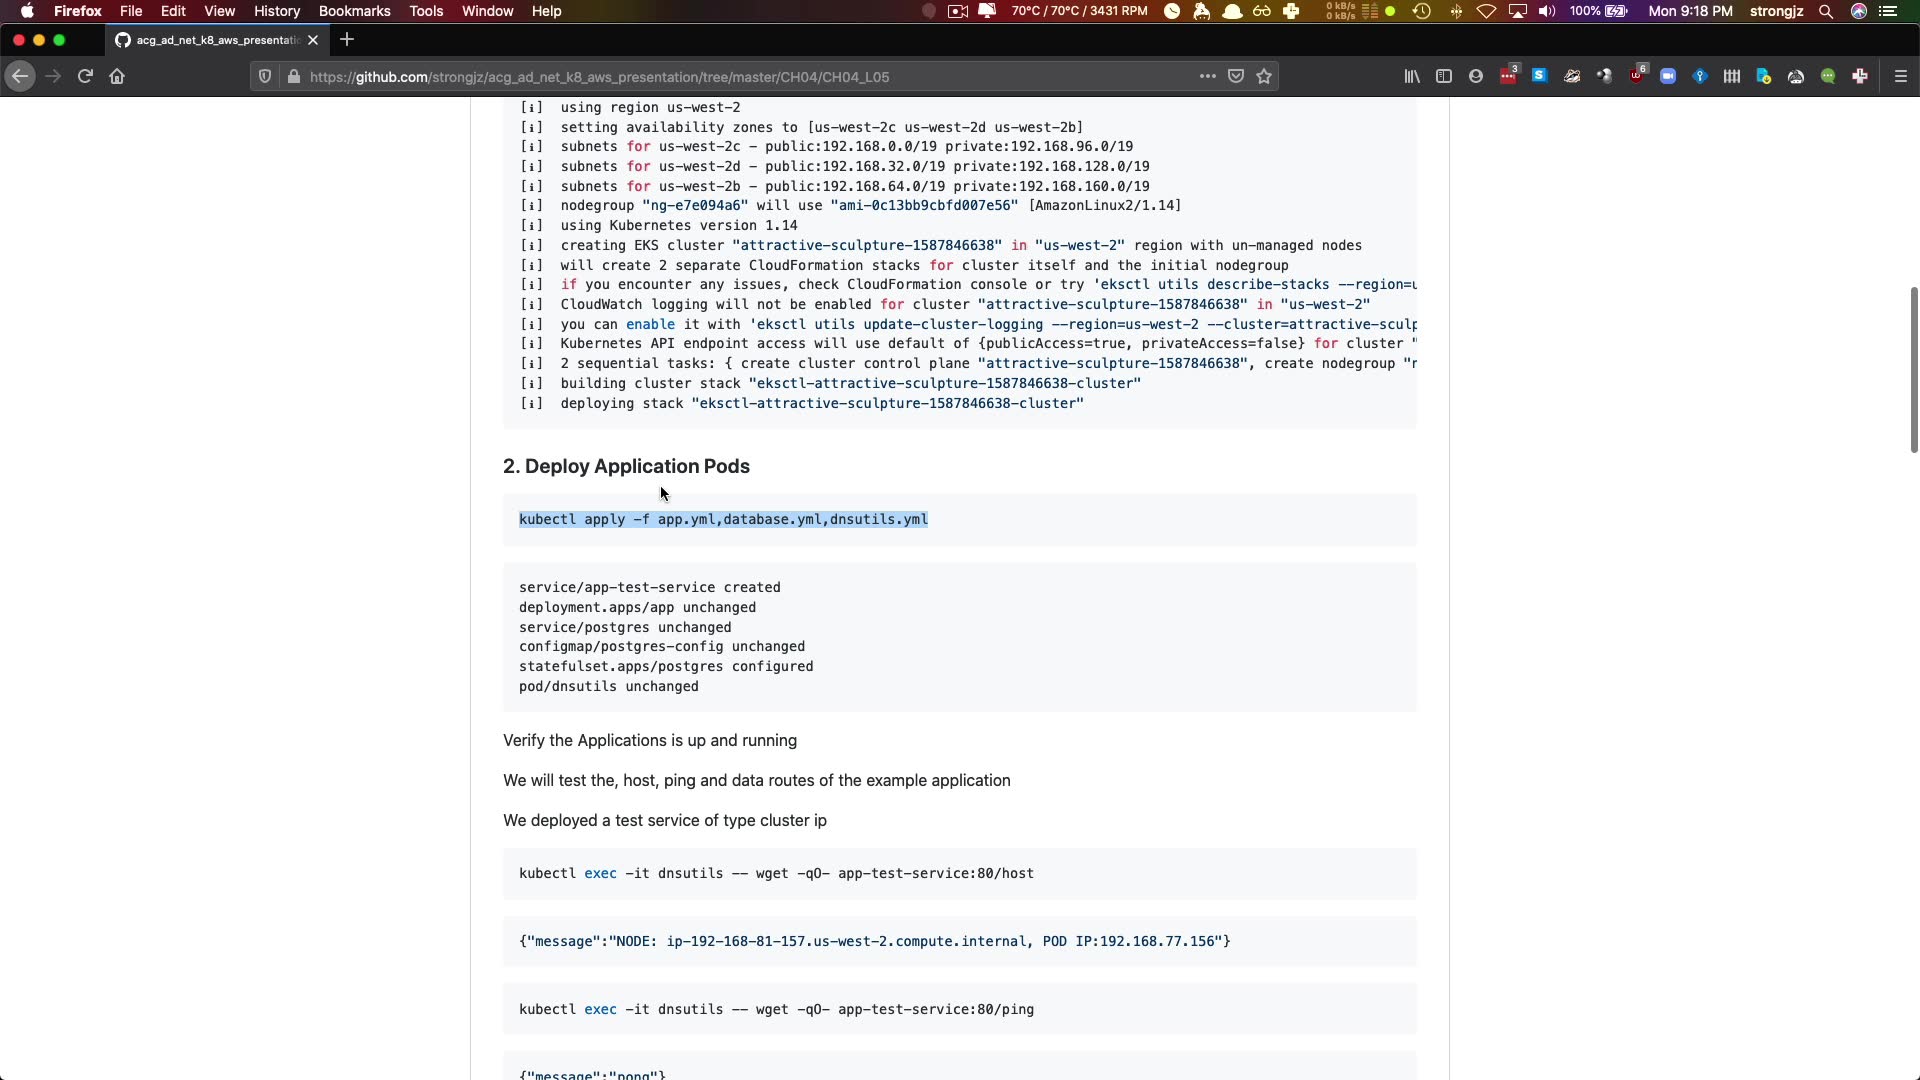 Firefox File Edit View History Bookmarks Tools Window Help 70°C / 70°C / 3431 RPM 0 kB/s 0 kB/s 100% Mon 9:18 PM strongjz
acg_ad_net_k8_aws_presentatio
https://github.com/strongjz/acg_ad_net_k8_aws_presentation/tree/master/CH04/CH04_L05 3 6
[i] using region us-west-2
[i] setting availability zones to [us-west-2c us-west-2d us-west-2b]
[i] subnets for us-west-2c - public:192.168.0.0/19 private:192.168.96.0/19
[i] subnets for us-west-2d - public:192.168.32.0/19 private:192.168.128.0/19
[i] subnets for us-west-2b - public:192.168.64.0/19 private:192.168.160.0/19
[i] nodegroup "ng-e7e094a6" will use "ami-0c13bb9cbfd007e56" [AmazonLinux2/1.14]
[i] using Kubernetes version 1.14
[i] creating EKS cluster "attractive-sculpture-1587846638" in "us-west-2" region with un-managed nodes
[i] will create 2 separate CloudFormation stacks for cluster itself and the initial nodegroup
[i] if you encounter any issues, check CloudFormation console or try 'eksctl utils describe-stacks --region=u
[i] CloudWatch logging will not be enabled for cluster "attractive-sculpture-1587846638" in "us-west-2"
[i] you can enable it with 'eksctl utils update-cluster-logging --region=us-west-2 --cluster=attractive-sculp
[i] Kubernetes API endpoint access will use default of {publicAccess=true, privateAccess=false} for cluster "
[i] 2 sequential tasks: { create cluster control plane "attractive-sculpture-1587846638", create nodegroup "n
[i] building cluster stack "eksctl-attractive-sculpture-1587846638-cluster"
[i] deploying stack "eksctl-attractive-sculpture-1587846638-cluster"
2. Deploy Application Pods
kubectl apply -f app.yml,database.yml,dnsutils.yml
service/app-test-service created
deployment.apps/app unchanged
service/postgres unchanged
configmap/postgres-config unchanged
statefulset.apps/postgres configured
pod/dnsutils unchanged
Verify the Applications is up and running
We will test the, host, ping and data routes of the example application
We deployed a test service of type cluster ip
kubectl exec -it dnsutils -- wget -qO- app-test-service:80/host
{"message":"NODE: ip-192-168-81-157.us-west-2.compute.internal, POD IP:192.168.77.156"}
kubectl exec -it dnsutils -- wget -qO- app-test-service:80/ping
{"message":"pong"}